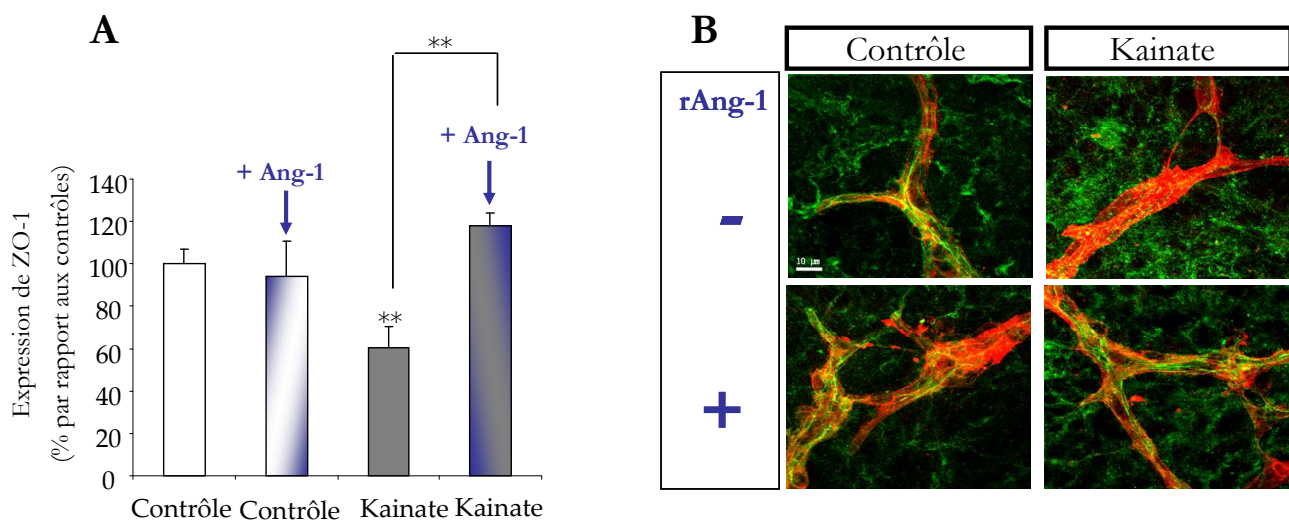 A
**
+ Ang-1
+ Ang-1
**
Expression de ZO-1
(% par rapport aux contrôles)
140
120
100
80
60
40
20
0
Contrôle
Contrôle
Kainate
Kainate
B
Contrôle
Kainate
rAng-1
-
+
10 µm